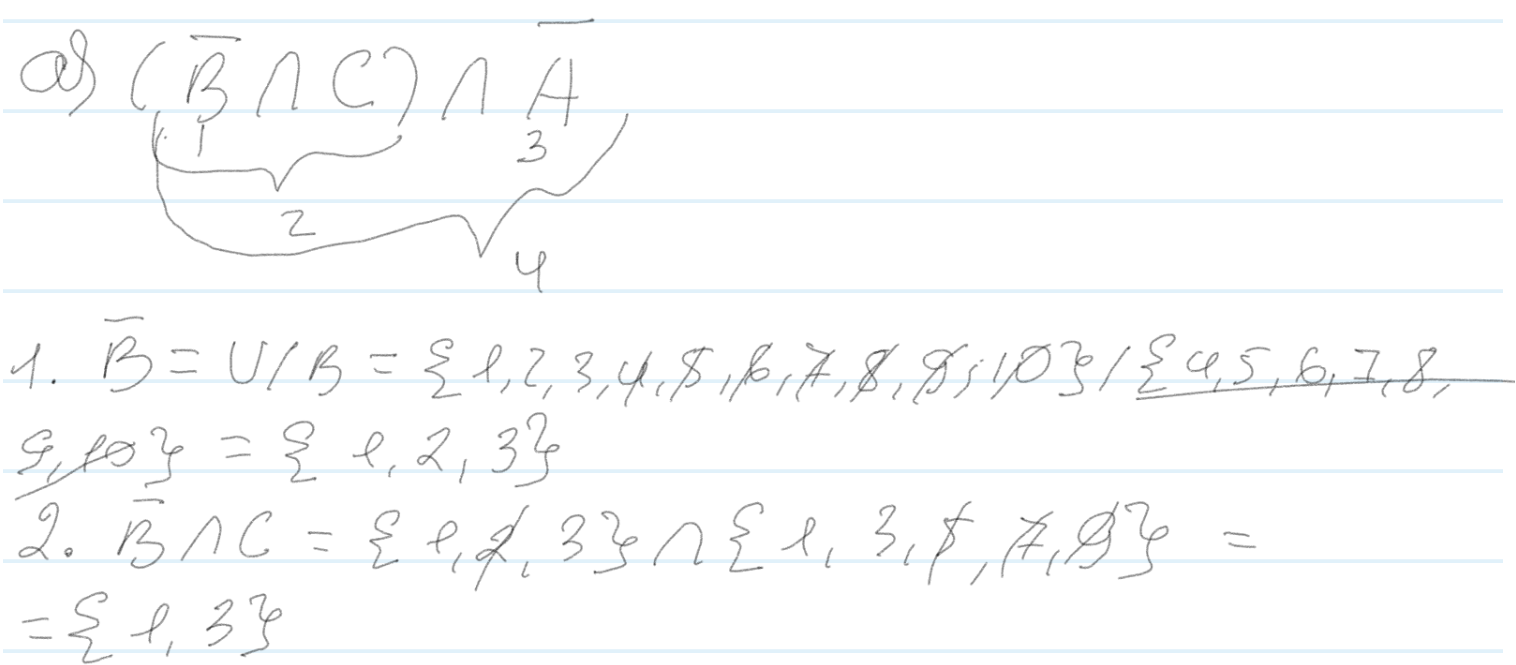 a) (B̅ ∩ C) ∩ A̅
1 3
2
4
1. B̅ = U / B = {1, 2, 3, 4, 5, 6, 7, 8, 9, 10} / {4, 5, 6, 7, 8,
9, 10} = {1, 2, 3}
2. B̅ ∩ C = {1, 2, 3} ∩ {1, 3, 5, 7, 9} =
= {1, 3}